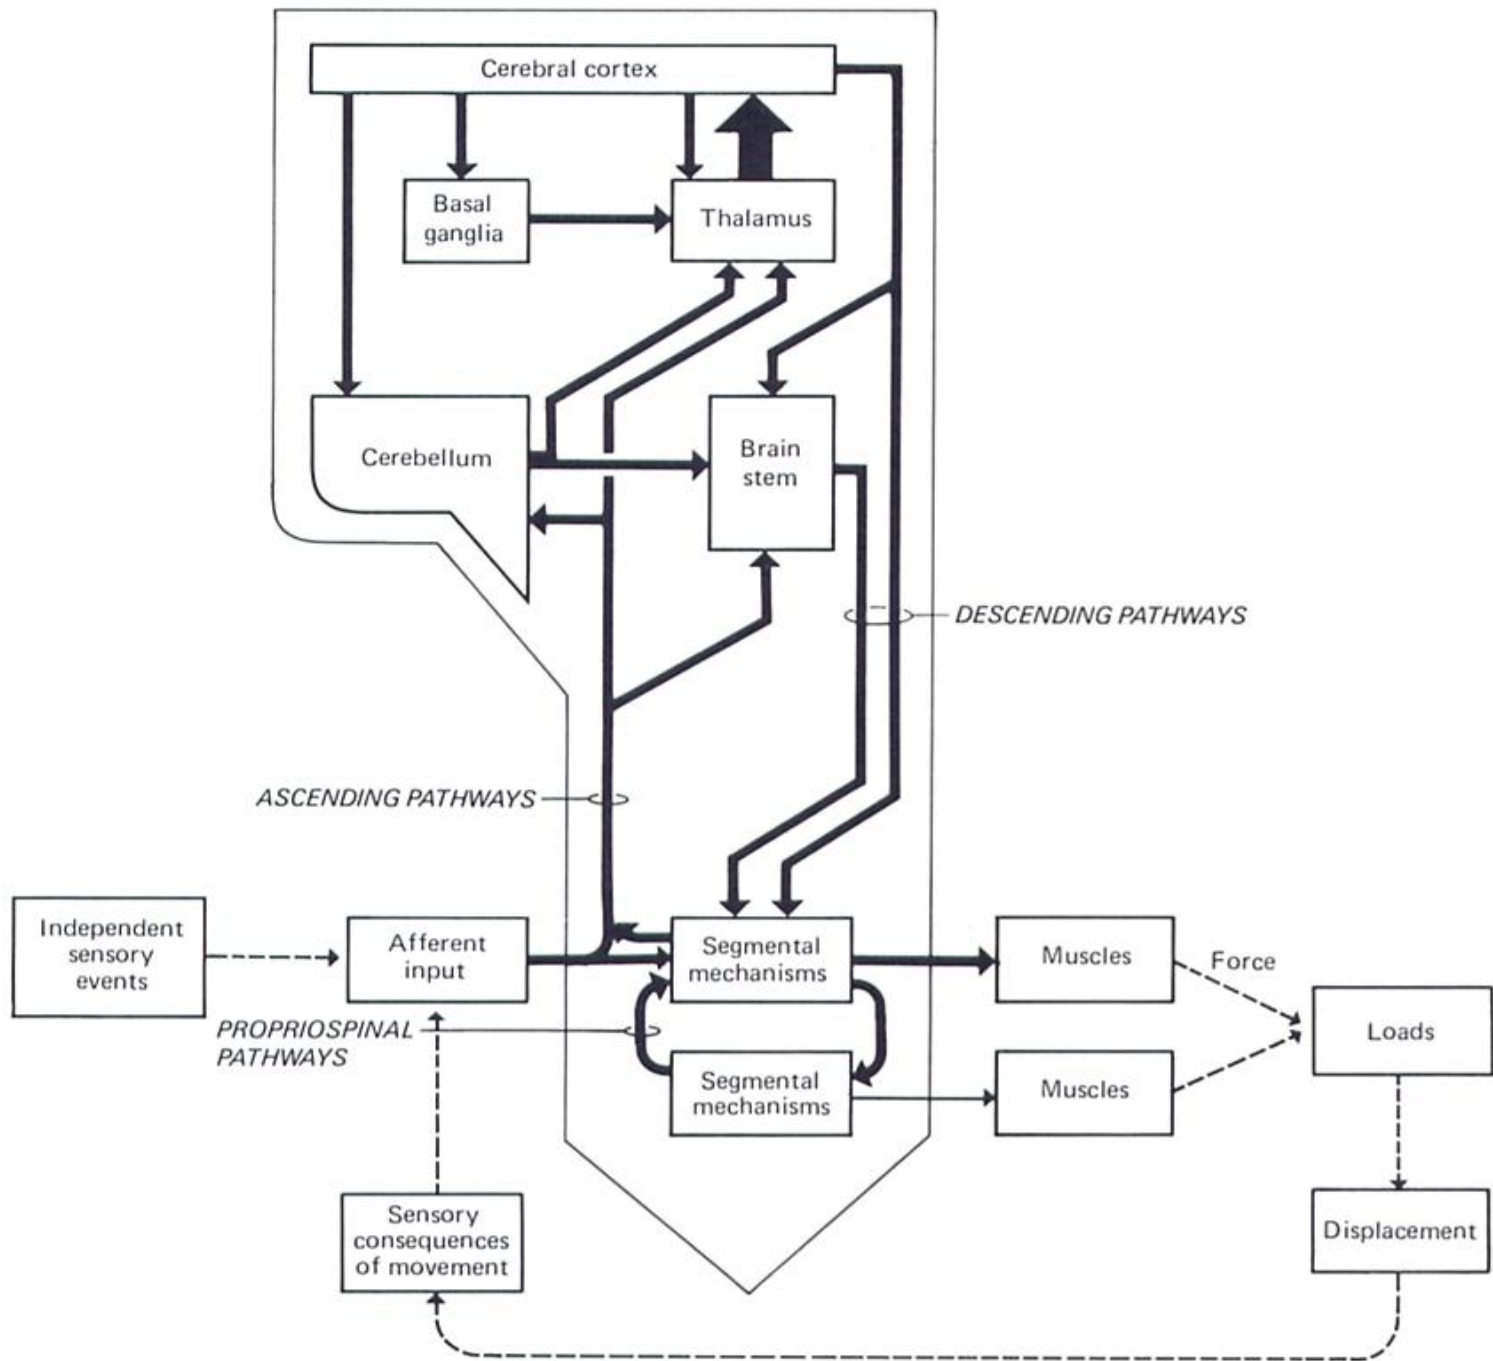 Cerebral cortex
Basal
ganglia
Thalamus
Cerebellum
Brain
stem
DESCENDING PATHWAYS
ASCENDING PATHWAYS
Independent
sensory
events
Afferent
input
Segmental
mechanisms
Muscles
Force
Loads
PROPRIOSPINAL
PATHWAYS
Segmental
mechanisms
Muscles
Sensory
consequences
of movement
Displacement